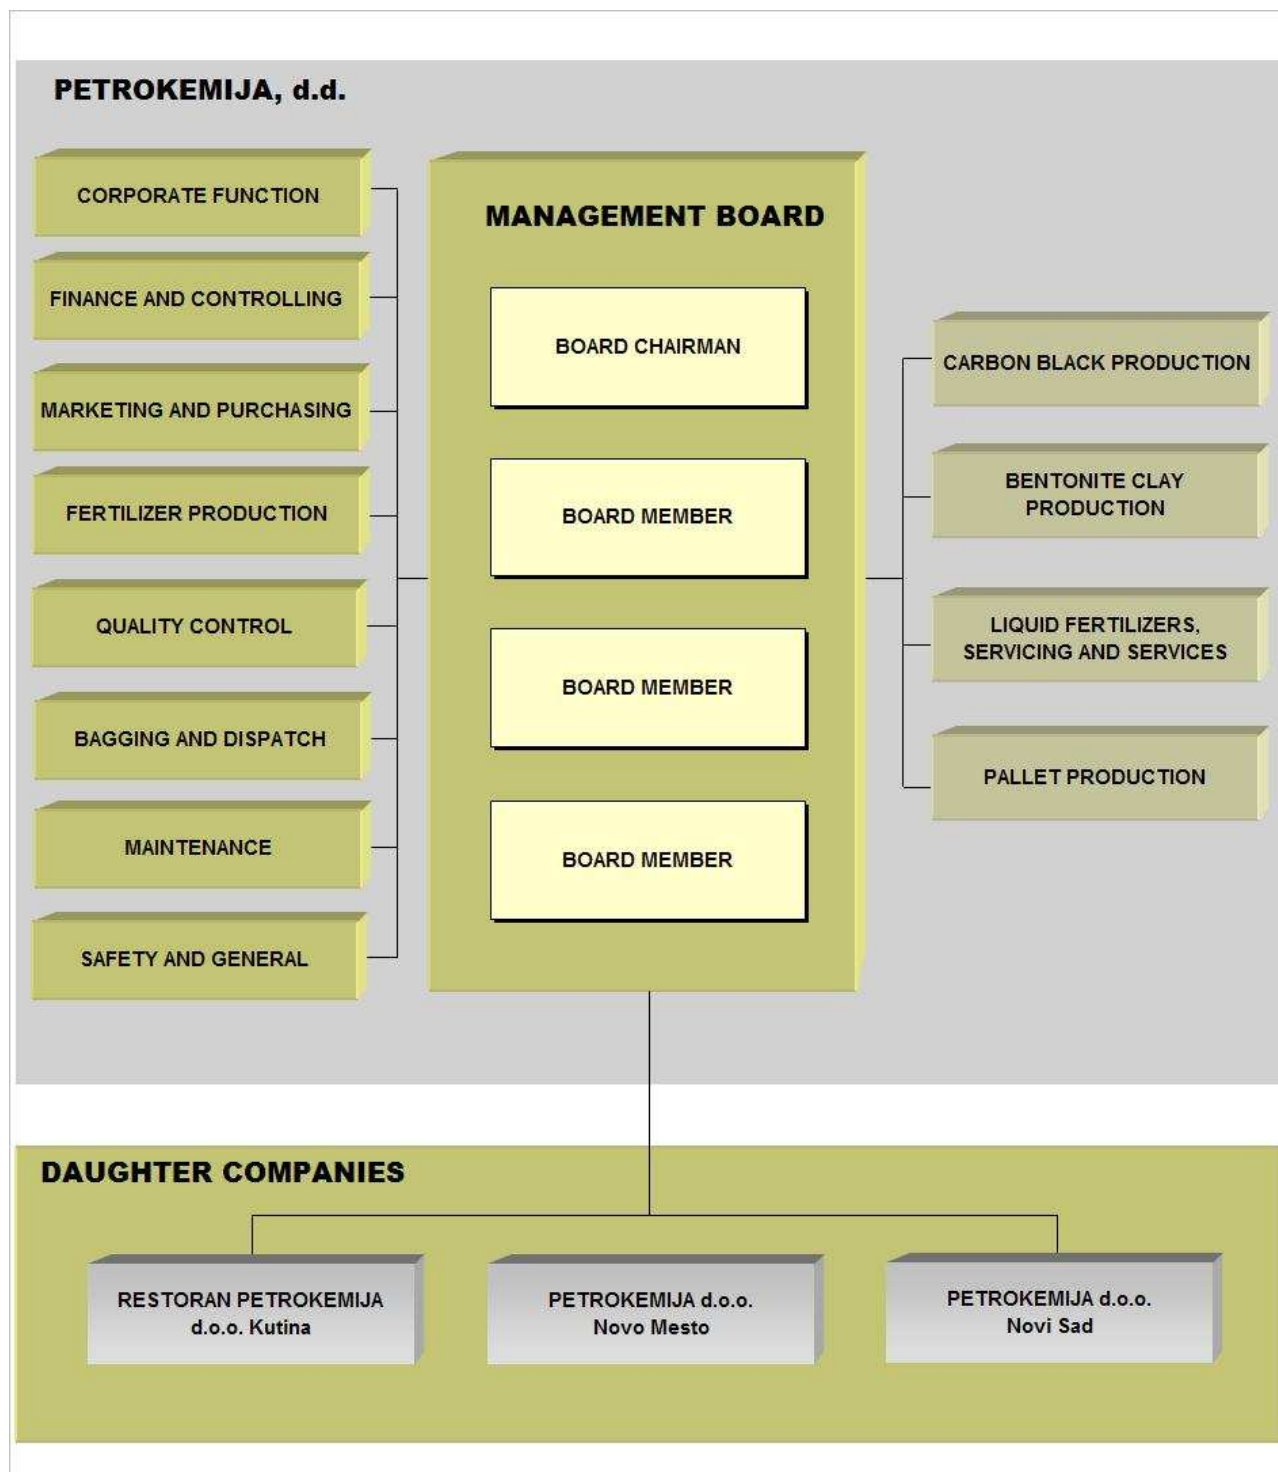 PETROKEMIJA, d.d.
CORPORATE FUNCTION
FINANCE AND CONTROLLING
MARKETING AND PURCHASING
FERTILIZER PRODUCTION
QUALITY CONTROL
BAGGING AND DISPATCH
MAINTENANCE
SAFETY AND GENERAL
MANAGEMENT BOARD
BOARD CHAIRMAN
BOARD MEMBER
BOARD MEMBER
BOARD MEMBER
CARBON BLACK PRODUCTION
BENTONITE CLAY
PRODUCTION
LIQUID FERTILIZERS,
SERVICING AND SERVICES
PALLET PRODUCTION
DAUGHTER COMPANIES
RESTORAN PETROKEMIJA
d.o.o. Kutina
PETROKEMIJA d.o.o.
Novo Mesto
PETROKEMIJA d.o.o.
Novi Sad